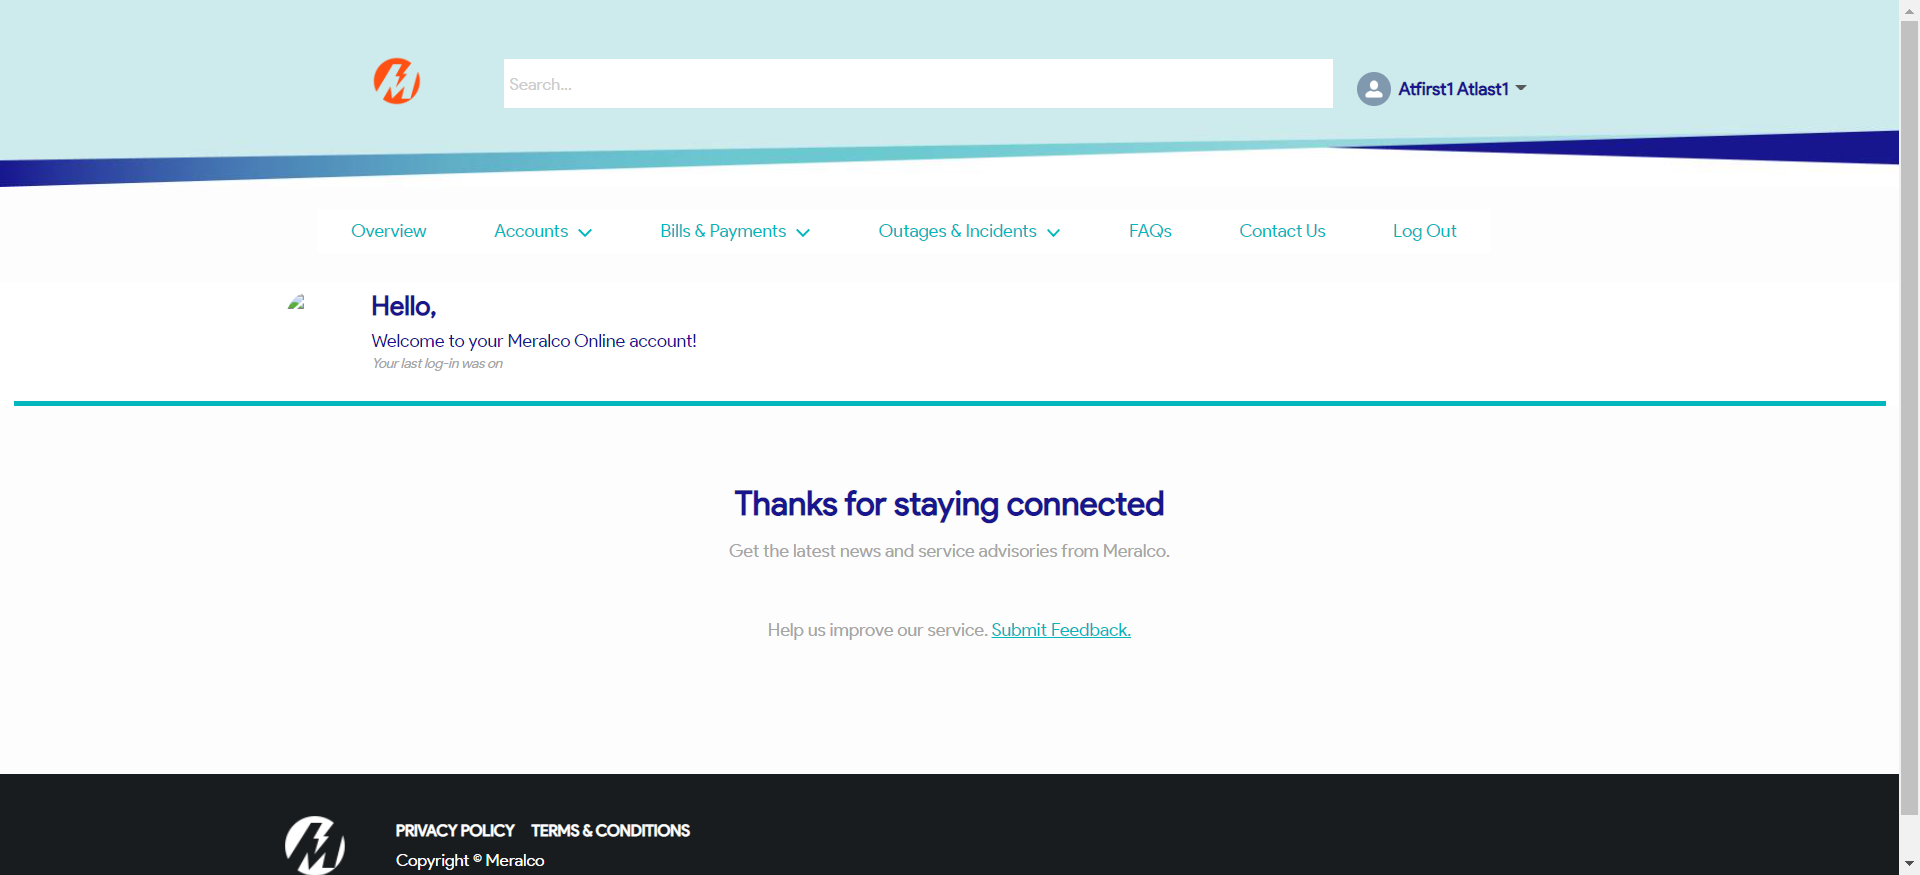 Search...
Atfirst1 Atlast1
Overview Accounts Bills & Payments Outages & Incidents FAQs Contact Us Log Out
Hello,
Welcome to your Meralco Online account!
Your last log-in was on
Thanks for staying connected
Get the latest news and service advisories from Meralco.
Help us improve our service. Submit Feedback.
PRIVACY POLICY TERMS & CONDITIONS
Copyright © Meralco